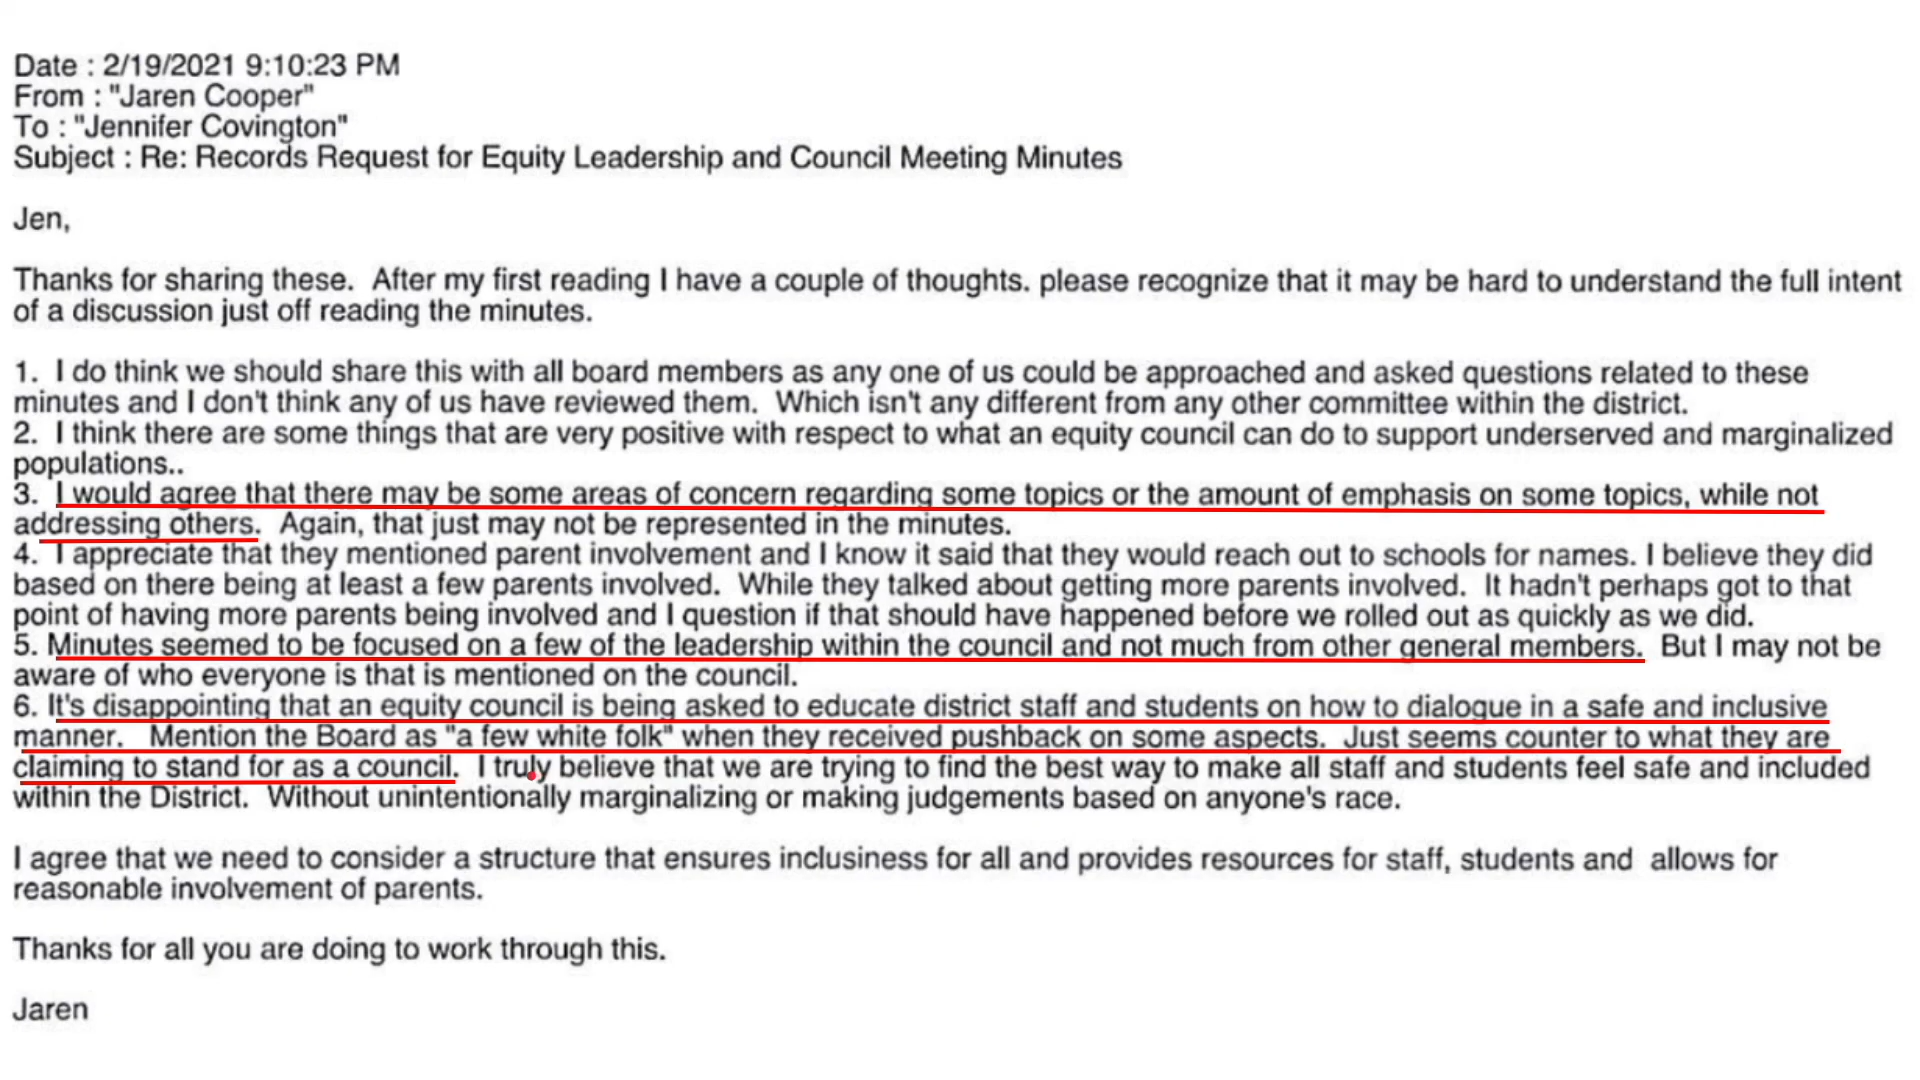 Date : 2/19/2021 9:10:23 PM
From : "Jaren Cooper"
To : "Jennifer Covington"
Subject : Re: Records Request for Equity Leadership and Council Meeting Minutes
Jen,
Thanks for sharing these.  After my first reading I have a couple of thoughts. please recognize that it may be hard to understand the full intent
of a discussion just off reading the minutes.
1.  I do think we should share this with all board members as any one of us could be approached and asked questions related to these
minutes and I don't think any of us have reviewed them.  Which isn't any different from any other committee within the district.
2.  I think there are some things that are very positive with respect to what an equity council can do to support underserved and marginalized
populations..
3.  I would agree that there may be some areas of concern regarding some topics or the amount of emphasis on some topics, while not
addressing others.  Again, that just may not be represented in the minutes.
4.  I appreciate that they mentioned parent involvement and I know it said that they would reach out to schools for names. I believe they did
based on there being at least a few parents involved.  While they talked about getting more parents involved.  It hadn't perhaps got to that
point of having more parents being involved and I question if that should have happened before we rolled out as quickly as we did.
5. Minutes seemed to be focused on a few of the leadership within the council and not much from other general members.  But I may not be
aware of who everyone is that is mentioned on the council.
6. It's disappointing that an equity council is being asked to educate district staff and students on how to dialogue in a safe and inclusive
manner.   Mention the Board as "a few white folk" when they received pushback on some aspects.  Just seems counter to what they are
claiming to stand for as a council.  I truly believe that we are trying to find the best way to make all staff and students feel safe and included
within the District.  Without unintentionally marginalizing or making judgements based on anyone's race.
I agree that we need to consider a structure that ensures inclusiness for all and provides resources for staff, students and  allows for
reasonable involvement of parents.
Thanks for all you are doing to work through this.
Jaren